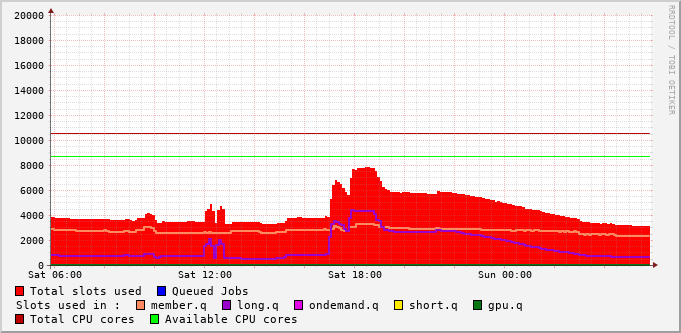 RRDTOOL / TOBI OETIKER
20000
18000
16000
14000
12000
10000
8000
6000
4000
2000
0
Sat 06:00 Sat 12:00 Sat 18:00 Sun 00:00
Total slots used Queued Jobs
Slots used in : member.q long.q ondemand.q short.q gpu.q
Total CPU cores Available CPU cores